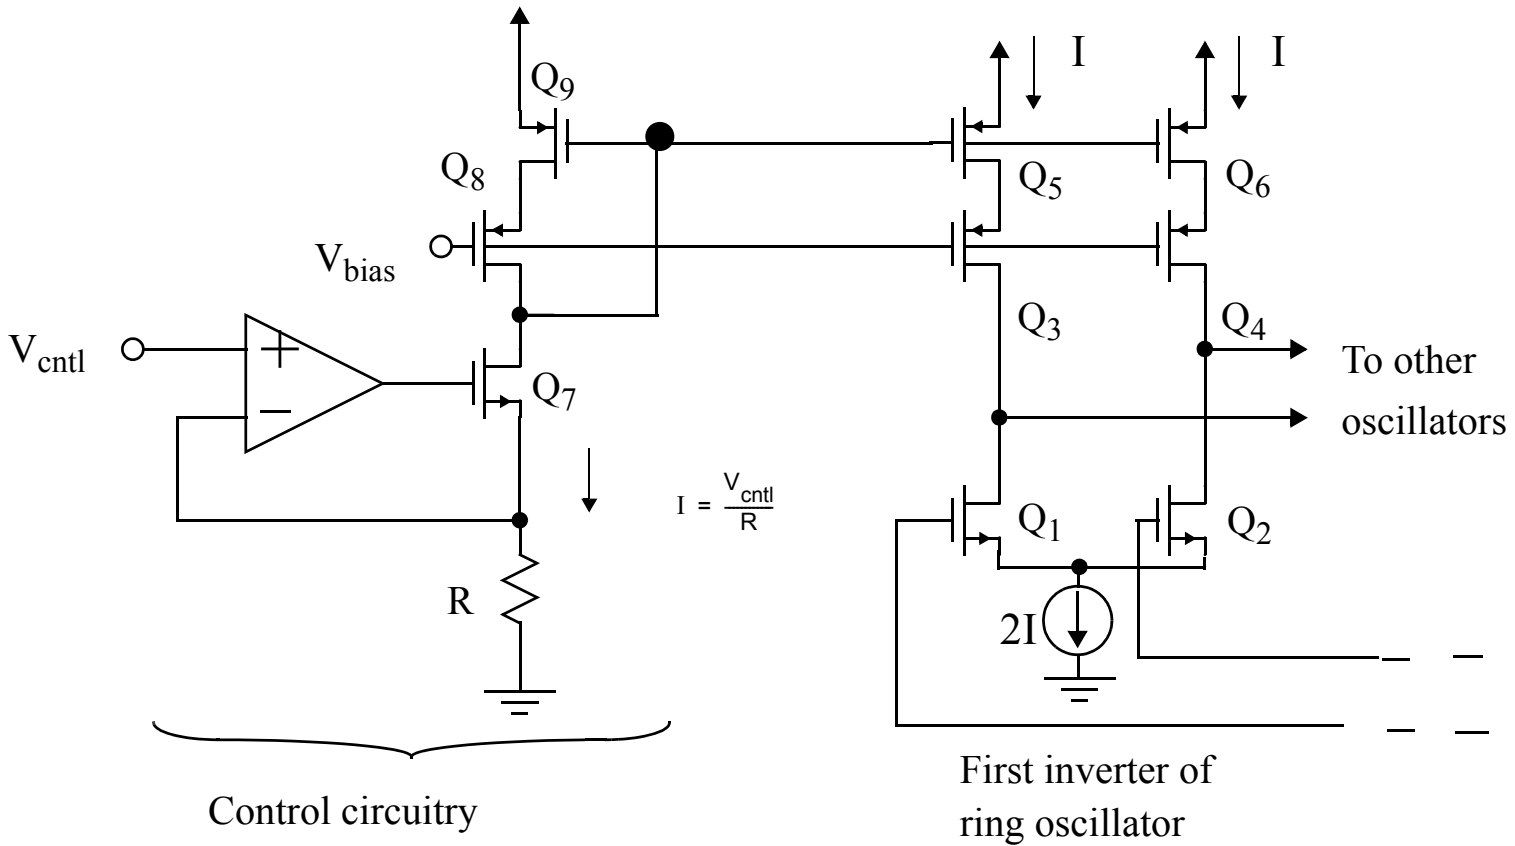 I
I
Q9
Q8
Q5
Q6
Vbias
Q3
Q4
Vcntl
+
To other
−
Q7
oscillators
I = Vcntl
R
Q1
Q2
R
2I
First inverter of
Control circuitry
ring oscillator